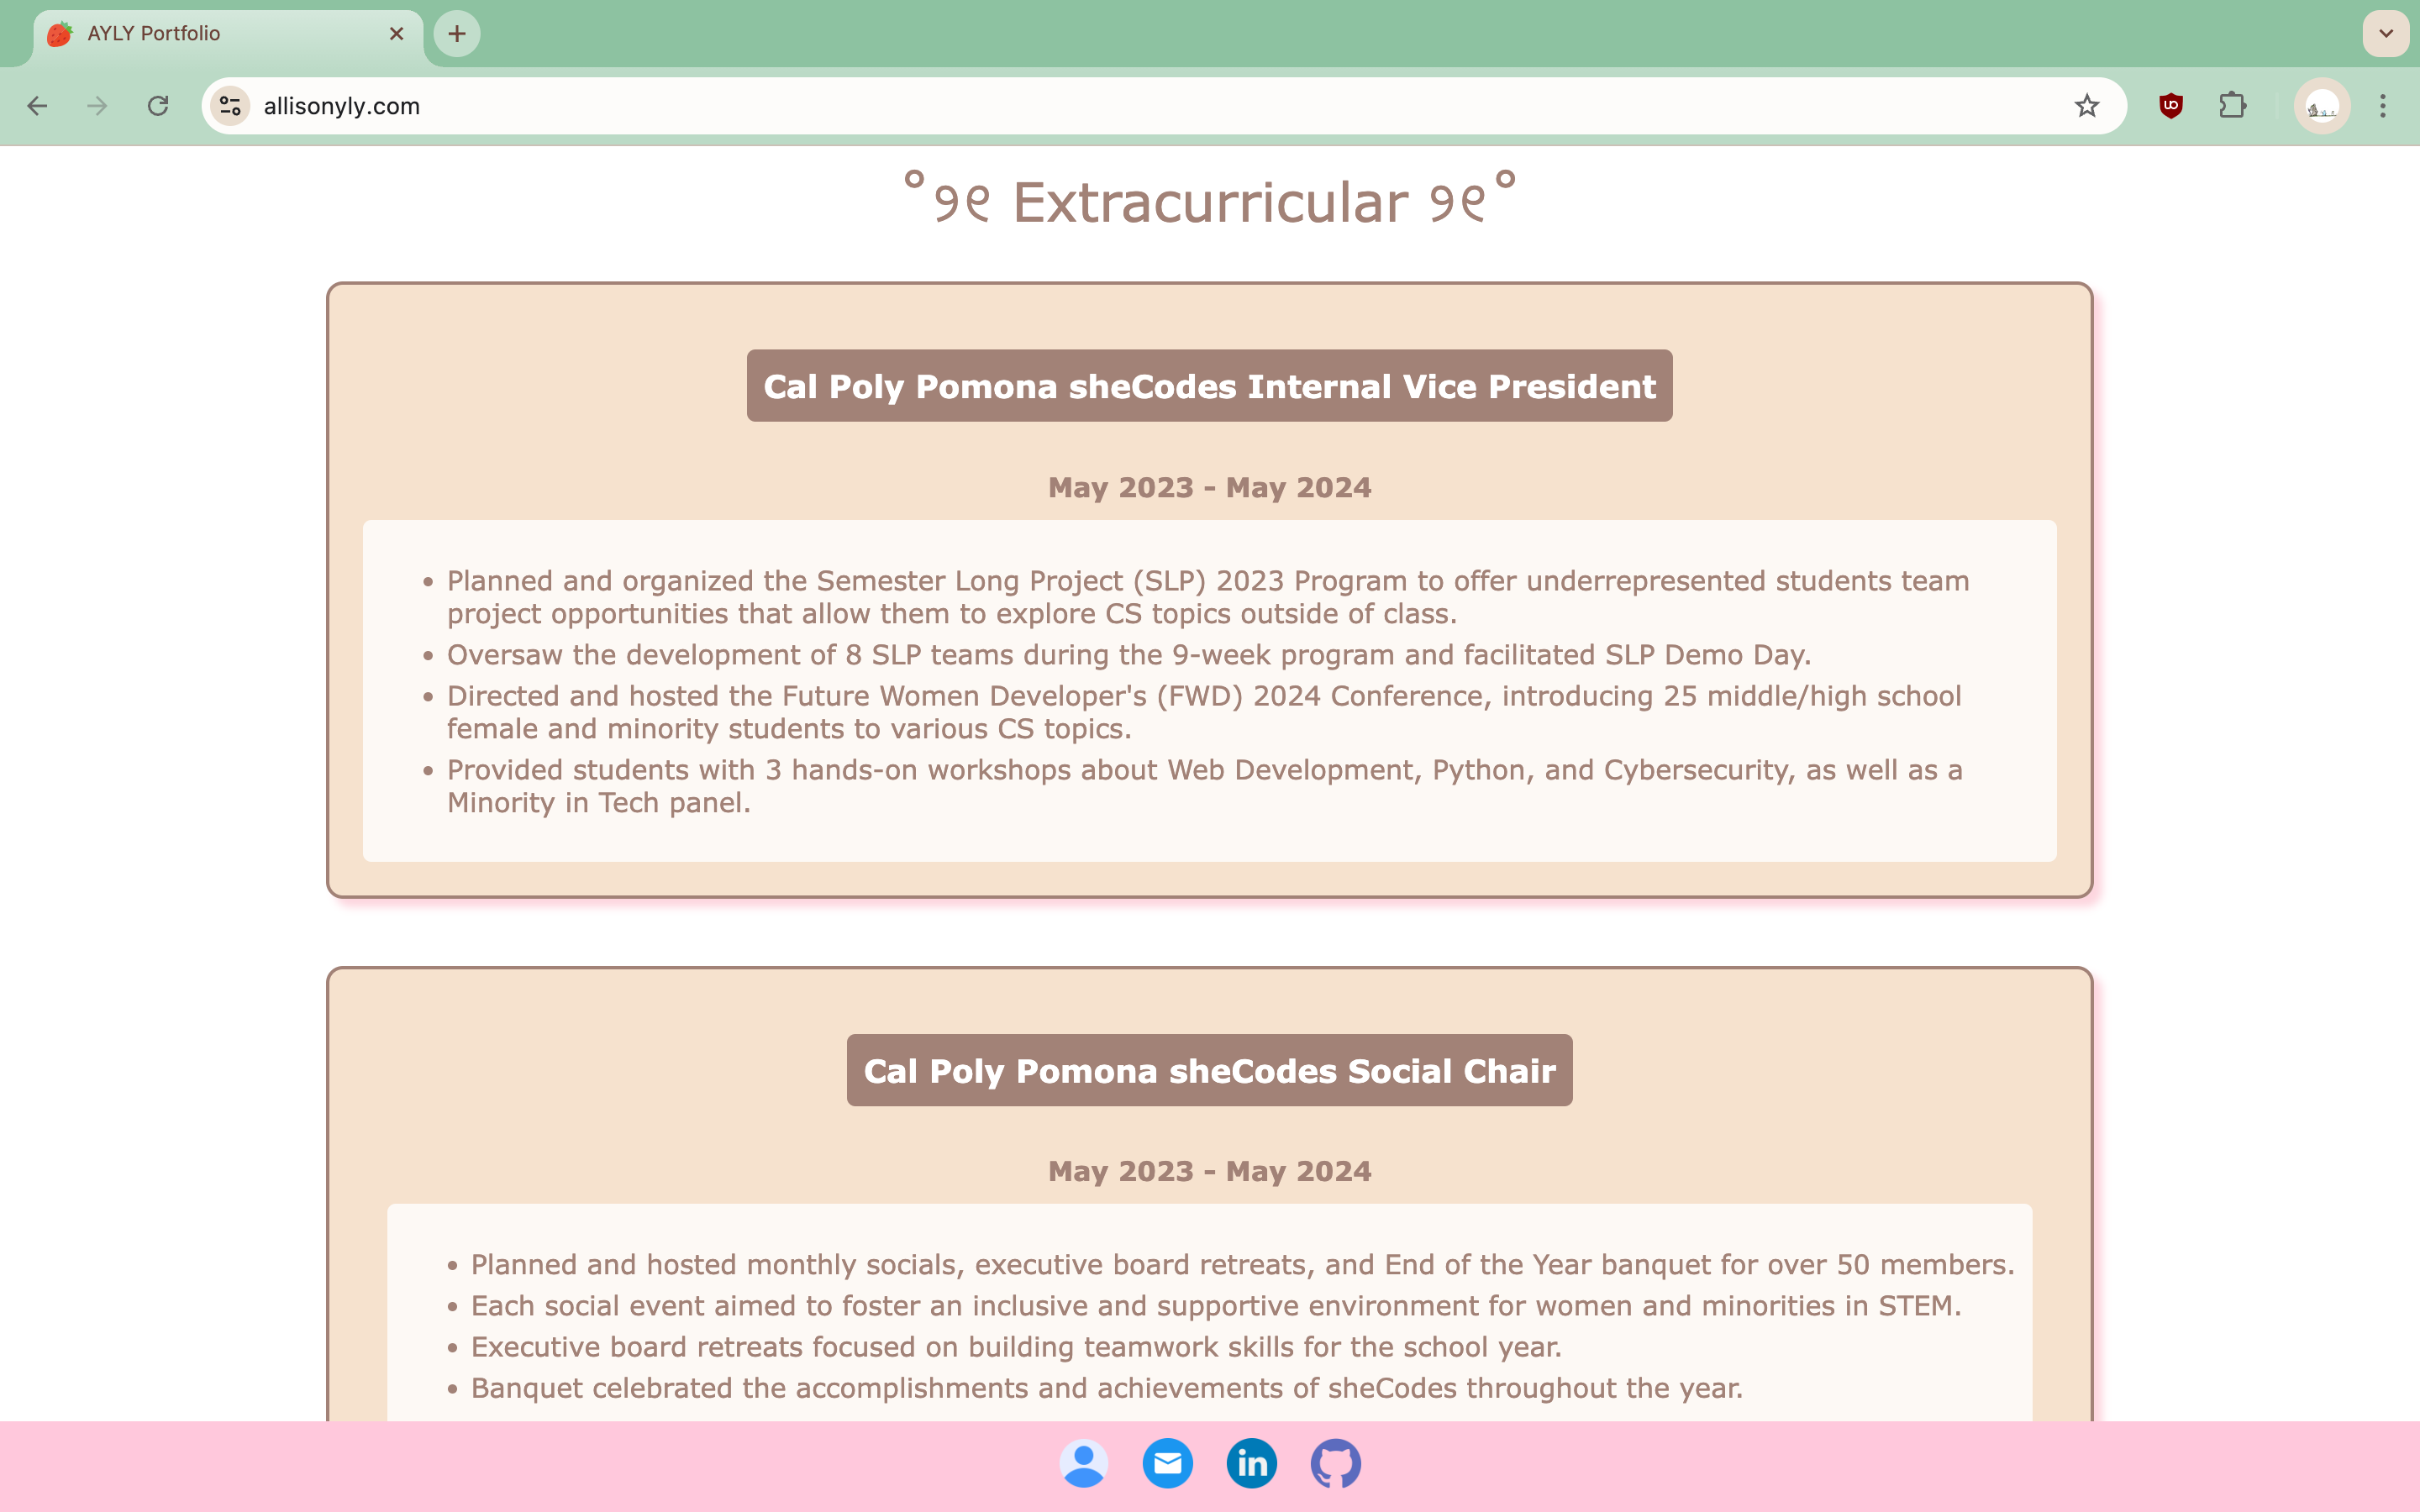 AYLY Portfolio
allisonyly.com
˚୨୧ Extracurricular ୨୧˚
Cal Poly Pomona sheCodes Internal Vice President
May 2023 - May 2024
• Planned and organized the Semester Long Project (SLP) 2023 Program to offer underrepresented students team
project opportunities that allow them to explore CS topics outside of class.
• Oversaw the development of 8 SLP teams during the 9-week program and facilitated SLP Demo Day.
• Directed and hosted the Future Women Developer's (FWD) 2024 Conference, introducing 25 middle/high school
female and minority students to various CS topics.
• Provided students with 3 hands-on workshops about Web Development, Python, and Cybersecurity, as well as a
Minority in Tech panel.
Cal Poly Pomona sheCodes Social Chair
May 2023 - May 2024
• Planned and hosted monthly socials, executive board retreats, and End of the Year banquet for over 50 members.
• Each social event aimed to foster an inclusive and supportive environment for women and minorities in STEM.
• Executive board retreats focused on building teamwork skills for the school year.
• Banquet celebrated the accomplishments and achievements of sheCodes throughout the year.
in